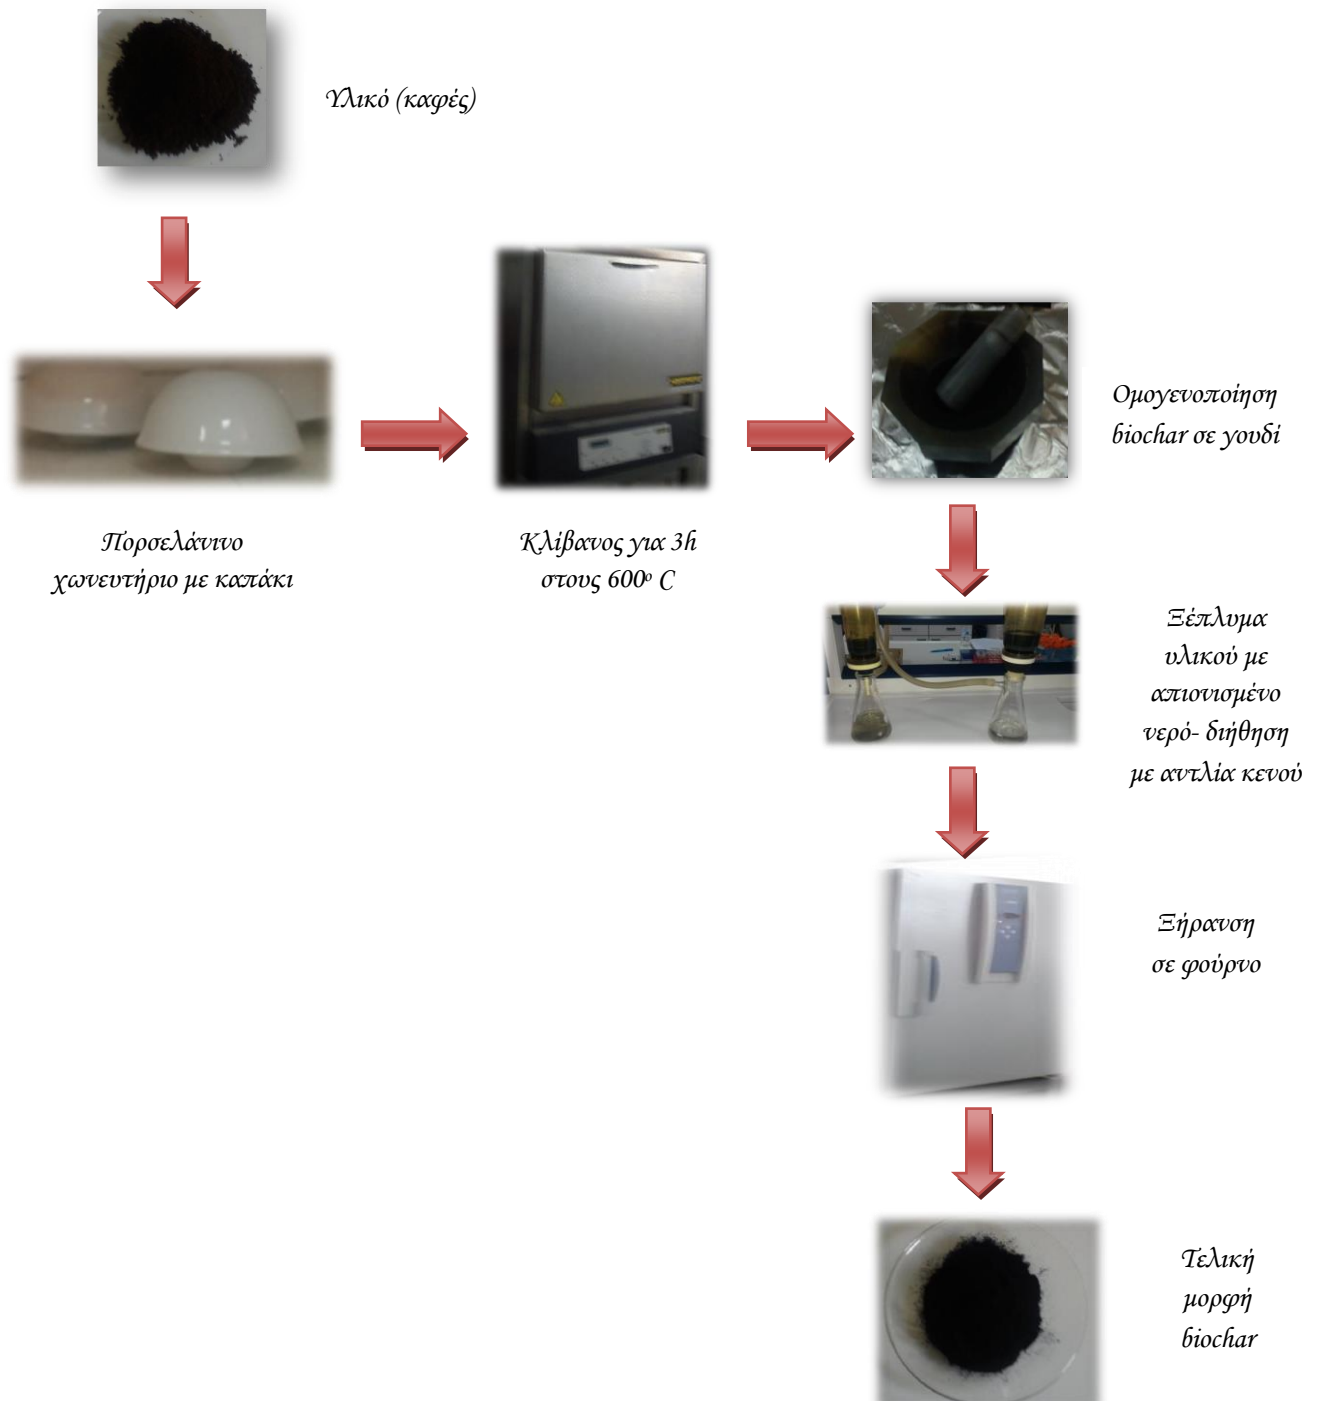 Υλικό (καφές)
Πορσελάνινο
χωνευτήριο με καπάκι
Κλίβανος για 3h
στους 600º C
Ομογενοποίηση
biochar σε γουδί
Ξέπλυμα
υλικού με
απιονισμένο
νερό- διήθηση
με αντλία κενού
Ξήρανση
σε φούρνο
Τελική
μορφή
biochar